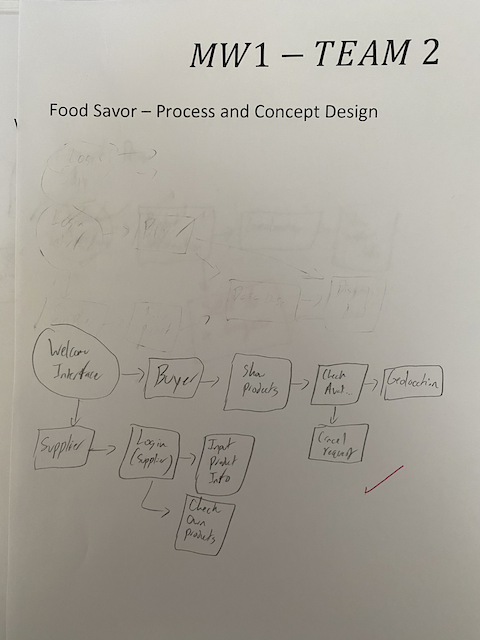 MW1 – TEAM 2
Food Savor – Process and Concept Design
Welcom
Interface
Buyer
Show
products
Check
Avail..
Geolocation
Supplier
Login
(Supplier)
Input
Product
Info
Cancel
request
Check
Own
products